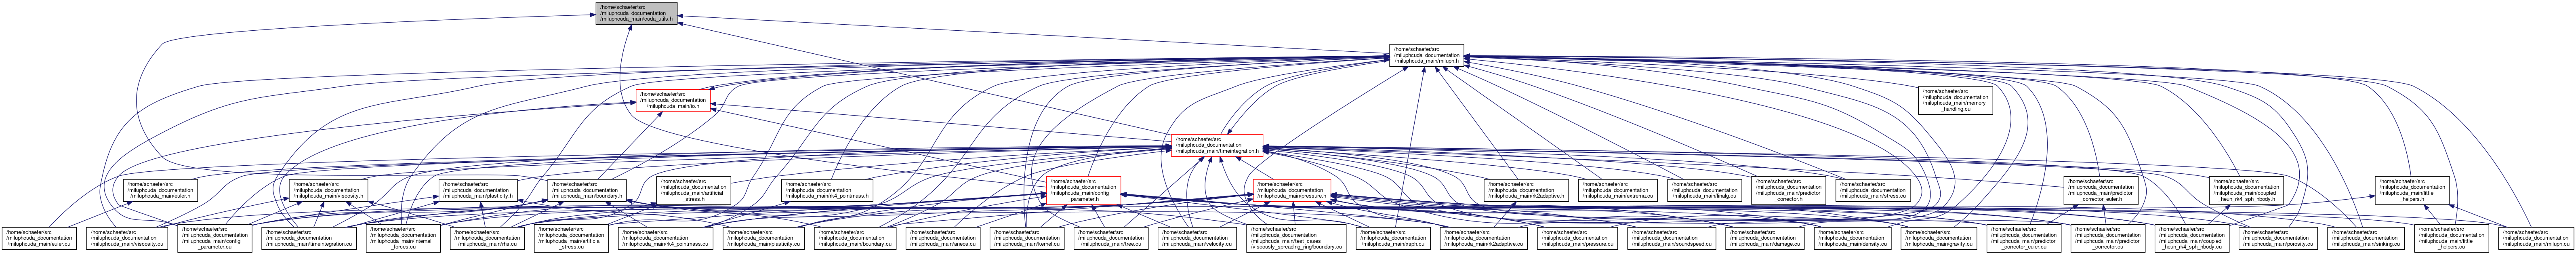 /home/schaefer/src
/miluphcuda_documentation
/miluphcuda_main/cuda_utils.h
/home/schaefer/src
/miluphcuda_documentation
/miluphcuda_main/miluph.h
/home/schaefer/src
/miluphcuda_documentation
/miluphcuda_main/io.h
/home/schaefer/src
/miluphcuda_documentation
/miluphcuda_main/memory
_handling.cu
/home/schaefer/src
/miluphcuda_documentation
/miluphcuda_main/timeintegration.h
/home/schaefer/src
/miluphcuda_documentation
/miluphcuda_main/euler.h
/home/schaefer/src
/miluphcuda_documentation
/miluphcuda_main/viscosity.h
/home/schaefer/src
/miluphcuda_documentation
/miluphcuda_main/plasticity.h
/home/schaefer/src
/miluphcuda_documentation
/miluphcuda_main/boundary.h
/home/schaefer/src
/miluphcuda_documentation
/miluphcuda_main/artificial
_stress.h
/home/schaefer/src
/miluphcuda_documentation
/miluphcuda_main/rk4_pointmass.h
/home/schaefer/src
/miluphcuda_documentation
/miluphcuda_main/config
_parameter.h
/home/schaefer/src
/miluphcuda_documentation
/miluphcuda_main/pressure.h
/home/schaefer/src
/miluphcuda_documentation
/miluphcuda_main/rk2adaptive.h
/home/schaefer/src
/miluphcuda_documentation
/miluphcuda_main/extrema.cu
/home/schaefer/src
/miluphcuda_documentation
/miluphcuda_main/linalg.cu
/home/schaefer/src
/miluphcuda_documentation
/miluphcuda_main/predictor
_corrector.h
/home/schaefer/src
/miluphcuda_documentation
/miluphcuda_main/stress.cu
/home/schaefer/src
/miluphcuda_documentation
/miluphcuda_main/predictor
_corrector_euler.h
/home/schaefer/src
/miluphcuda_documentation
/miluphcuda_main/coupled
_heun_rk4_sph_nbody.h
/home/schaefer/src
/miluphcuda_documentation
/miluphcuda_main/little
_helpers.h
/home/schaefer/src
/miluphcuda_documentation
/miluphcuda_main/euler.cu
/home/schaefer/src
/miluphcuda_documentation
/miluphcuda_main/viscosity.cu
/home/schaefer/src
/miluphcuda_documentation
/miluphcuda_main/config
_parameter.cu
/home/schaefer/src
/miluphcuda_documentation
/miluphcuda_main/timeintegration.cu
/home/schaefer/src
/miluphcuda_documentation
/miluphcuda_main/internal
_forces.cu
/home/schaefer/src
/miluphcuda_documentation
/miluphcuda_main/rhs.cu
/home/schaefer/src
/miluphcuda_documentation
/miluphcuda_main/artificial
_stress.cu
/home/schaefer/src
/miluphcuda_documentation
/miluphcuda_main/rk4_pointmass.cu
/home/schaefer/src
/miluphcuda_documentation
/miluphcuda_main/plasticity.cu
/home/schaefer/src
/miluphcuda_documentation
/miluphcuda_main/boundary.cu
/home/schaefer/src
/miluphcuda_documentation
/miluphcuda_main/aneos.cu
/home/schaefer/src
/miluphcuda_documentation
/miluphcuda_main/kernel.cu
/home/schaefer/src
/miluphcuda_documentation
/miluphcuda_main/tree.cu
/home/schaefer/src
/miluphcuda_documentation
/miluphcuda_main/velocity.cu
/home/schaefer/src
/miluphcuda_documentation
/miluphcuda_main/test_cases
/viscously_spreading_ring/boundary.cu
/home/schaefer/src
/miluphcuda_documentation
/miluphcuda_main/xsph.cu
/home/schaefer/src
/miluphcuda_documentation
/miluphcuda_main/rk2adaptive.cu
/home/schaefer/src
/miluphcuda_documentation
/miluphcuda_main/pressure.cu
/home/schaefer/src
/miluphcuda_documentation
/miluphcuda_main/soundspeed.cu
/home/schaefer/src
/miluphcuda_documentation
/miluphcuda_main/damage.cu
/home/schaefer/src
/miluphcuda_documentation
/miluphcuda_main/density.cu
/home/schaefer/src
/miluphcuda_documentation
/miluphcuda_main/gravity.cu
/home/schaefer/src
/miluphcuda_documentation
/miluphcuda_main/predictor
_corrector_euler.cu
/home/schaefer/src
/miluphcuda_documentation
/miluphcuda_main/predictor
_corrector.cu
/home/schaefer/src
/miluphcuda_documentation
/miluphcuda_main/coupled
_heun_rk4_sph_nbody.cu
/home/schaefer/src
/miluphcuda_documentation
/miluphcuda_main/porosity.cu
/home/schaefer/src
/miluphcuda_documentation
/miluphcuda_main/sinking.cu
/home/schaefer/src
/miluphcuda_documentation
/miluphcuda_main/little
_helpers.cu
/home/schaefer/src
/miluphcuda_documentation
/miluphcuda_main/miluph.cu